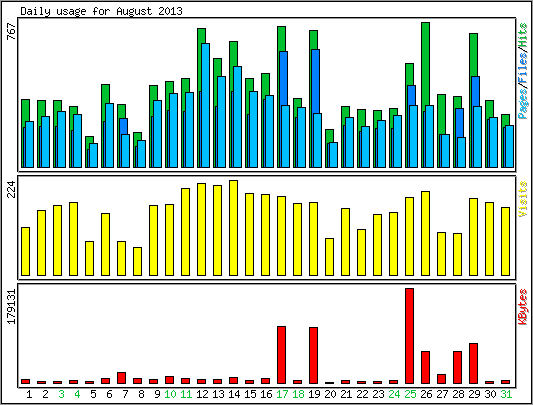 Daily usage for August 2013
767
Pages/Files/Hits
224
Visits
179131
KBytes
1 2 3 4 5 6 7 8 9 10 11 12 13 14 15 16 17 18 19 20 21 22 23 24 25 26 27 28 29 30 31